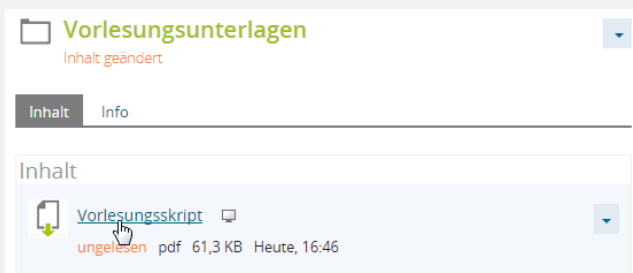 Vorlesungsunterlagen
Inhalt geändert
Inhalt Info
Inhalt
Vorlesungsskript
ungelesen pdf 61,3 KB Heute, 16:46